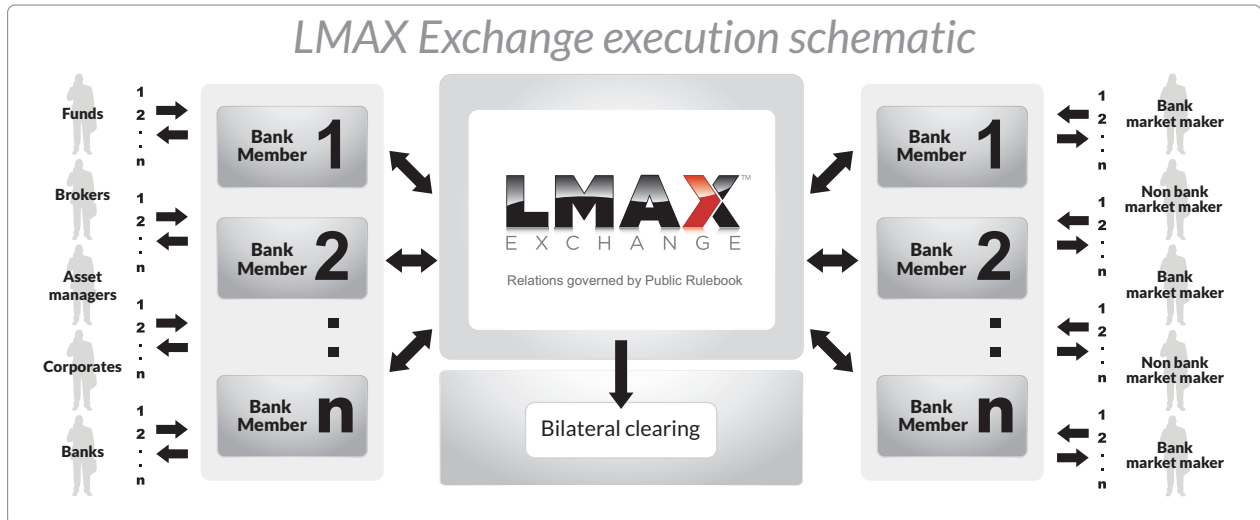 LMAX Exchange execution schematic
Funds
Brokers
Asset
managers
Corporates
Banks
1
2
.
.
n
1
2
.
.
n
1
2
.
.
n
1
2
.
.
n
Bank
Member 1
Bank
Member 2
Bank
Member n
LMAX™
EXCHANGE
Relations governed by Public Rulebook
Bilateral clearing
Bank
Member 1
Bank
Member 2
Bank
Member n
1
2
.
.
n
1
2
.
.
n
1
2
.
.
n
1
2
.
.
n
Bank
market maker
Non bank
market maker
Bank
market maker
Non bank
market maker
Bank
market maker